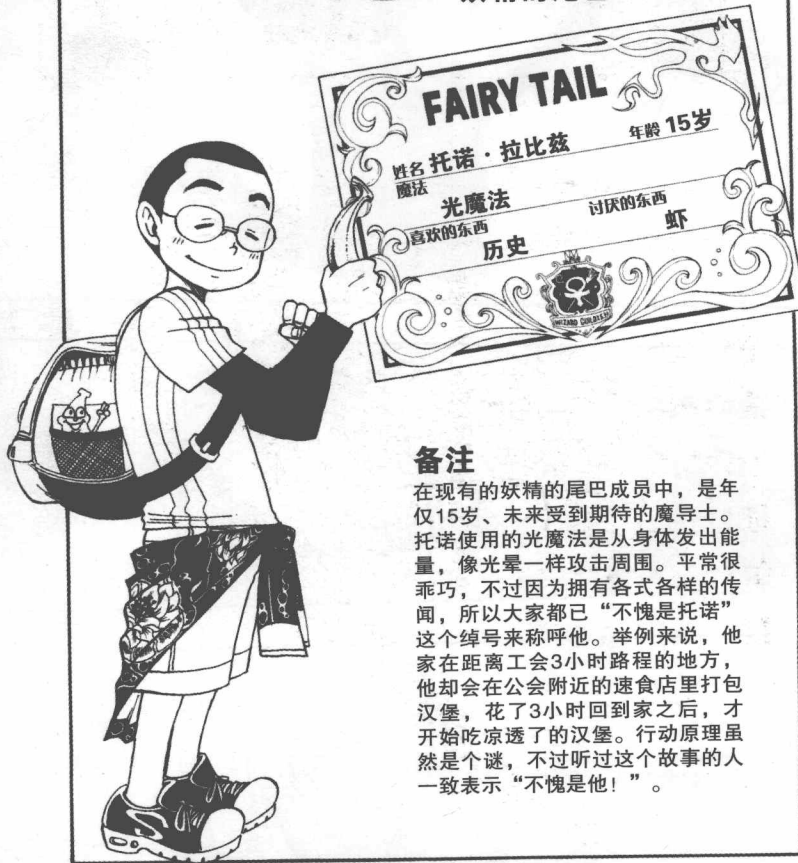 FAIRY TAIL
姓名 托诺·拉比兹 年龄 15岁
魔法
光魔法
喜欢的东西 讨厌的东西
历史 虾
WIZARD GUILD
备注
在现有的妖精的尾巴成员中，是年
仅15岁、未来受到期待的魔导士。
托诺使用的光魔法是从身体发出能
量，像光晕一样攻击周围。平常很
乖巧，不过因为拥有各式各样的传
闻，所以大家都已“不愧是托诺”
这个绰号来称呼他。举例来说，他
家在距离工会3小时路程的地方，
他却会在公会附近的速食店里打包
汉堡，花了3小时回到家之后，才
开始吃凉透了的汉堡。行动原理虽
然是个谜，不过听过这个故事的人
一致表示“不愧是他！”。